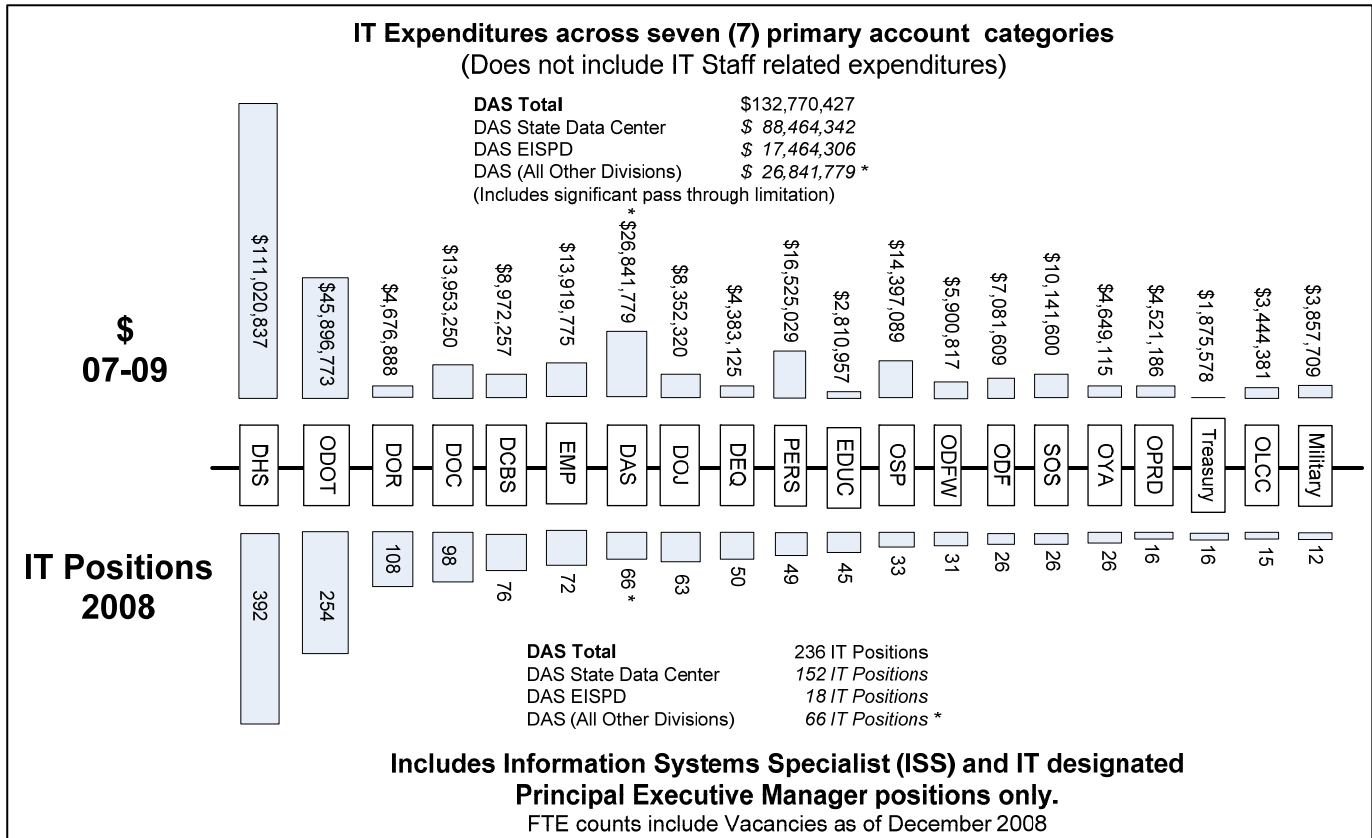 IT Expenditures across seven (7) primary account categories
(Does not include IT Staff related expenditures)
DAS Total $132,770,427
DAS State Data Center $ 88,464,342
DAS EISPD $ 17,464,306
DAS (All Other Divisions) $ 26,841,779 *
(Includes significant pass through limitation)
$
07-09
$111,020,837
$45,896,773
$4,676,888
$13,953,250
$8,972,257
$13,919,775
* $26,841,779
$8,352,320
$4,383,125
$16,525,029
$2,810,957
$14,397,089
$5,900,817
$7,081,609
$10,141,600
$4,649,115
$4,521,186
$1,875,578
$3,444,381
$3,857,709
DHS
ODOT
DOR
DOC
DCBS
EMP
DAS
DOJ
DEQ
PERS
EDUC
OSP
ODFW
ODF
SOS
OYA
OPRD
Treasury
OLCC
Military
IT Positions
2008
392
254
108
98
76
72
66 *
63
50
49
45
33
31
26
26
26
16
16
15
12
DAS Total 236 IT Positions
DAS State Data Center 152 IT Positions
DAS EISPD 18 IT Positions
DAS (All Other Divisions) 66 IT Positions *
Includes Information Systems Specialist (ISS) and IT designated
Principal Executive Manager positions only.
FTE counts include Vacancies as of December 2008